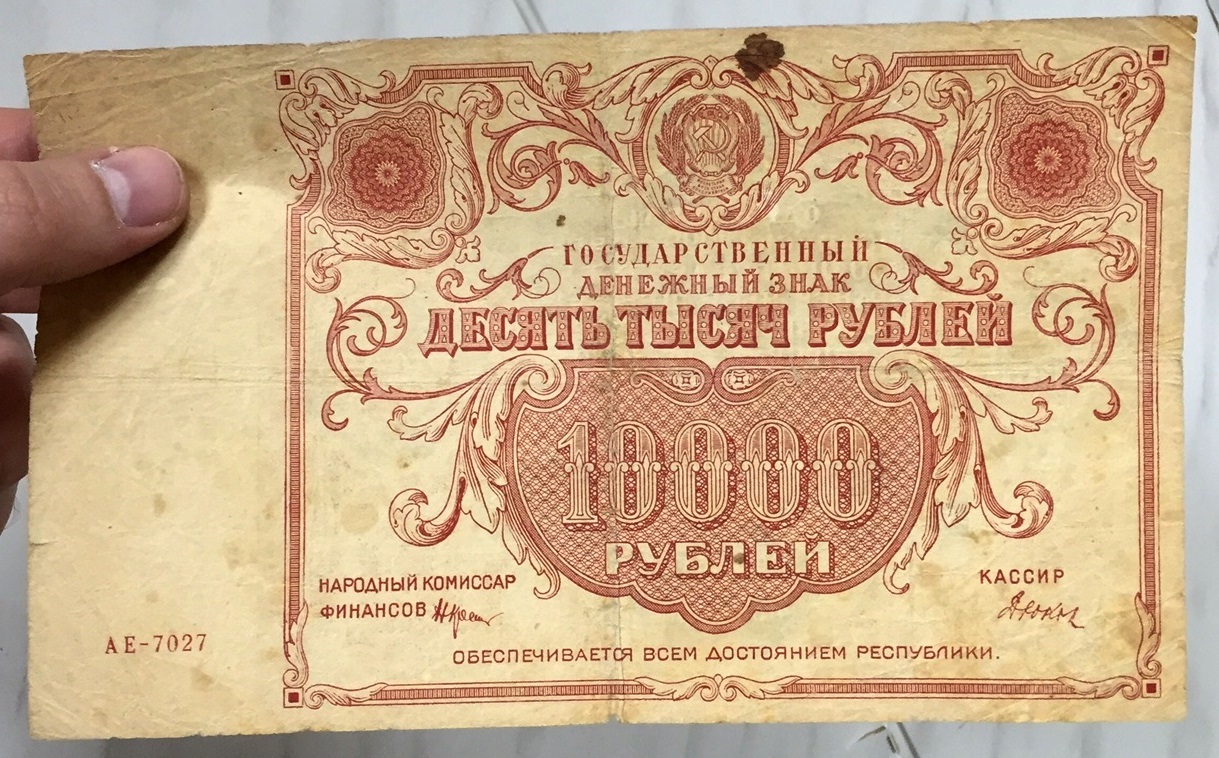 ГОСУДАРСТВЕННЫЙ
ДЕНЕЖНЫЙ ЗНАК
ДЕСЯТЬ ТЫСЯЧ РУБЛЕЙ
10000
РУБЛЕЙ
НАРОДНЫЙ КОМИССАР
ФИНАНСОВ
КАССИР
АЕ-7027
ОБЕСПЕЧИВАЕТСЯ ВСЕМ ДОСТОЯНИЕМ РЕСПУБЛИКИ.